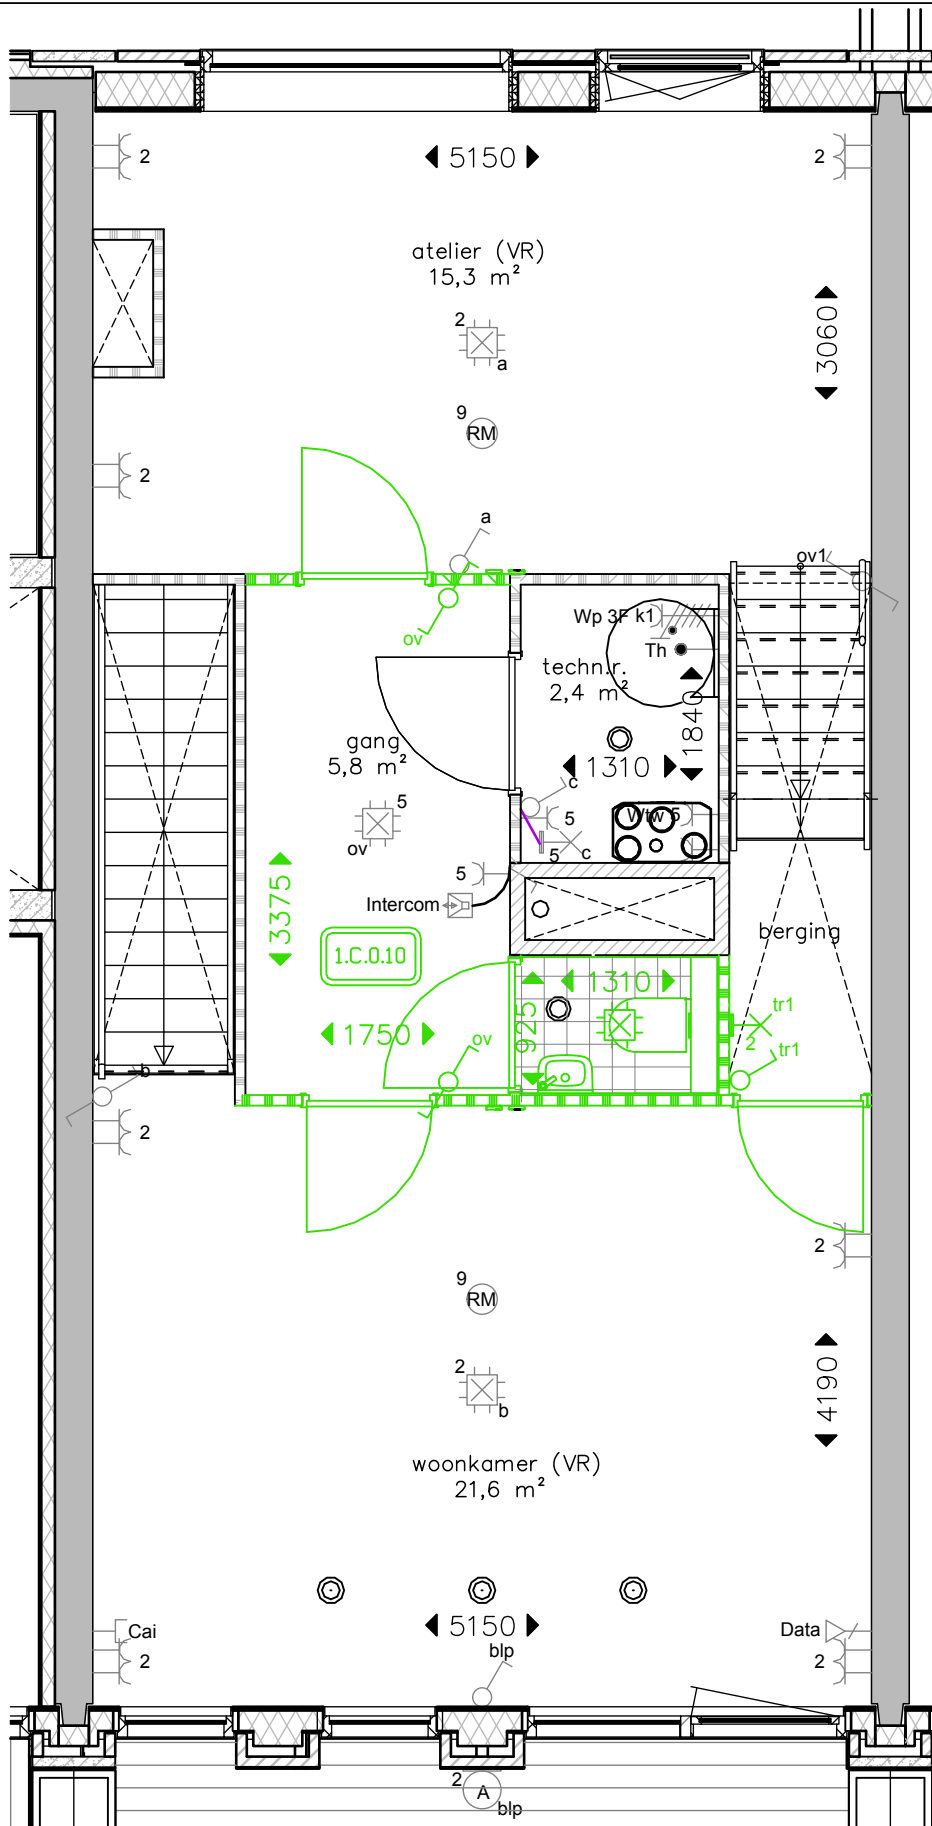 2
5150
2
atelier (VR)
15,3 m²
3060
2
a
9
RM
2
a
ov1
ov
Wp 3F k1
Th
techn.r.
2,4 m²
1840
gang
5,8 m²
1310
c
5
ov
5
Wtw 5
5 c
3375
5
Intercom
berging
1.C.0.10
1310
925
tr1
1750
ov
2
tr1
b
2
2
9
RM
2
b
4190
woonkamer (VR)
21,6 m²
Cai
5150
Data
2
blp
2
2
A
blp